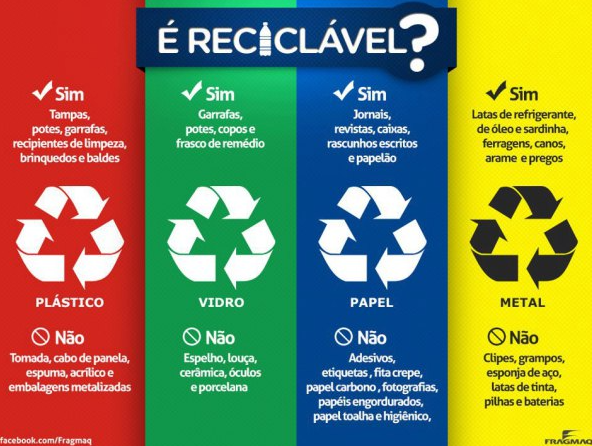 É RECICLÁVEL?
Sim
Tampas,
potes, garrafas,
recipientes de limpeza,
brinquedos e baldes
PLÁSTICO
Não
Tomada, cabo de panela,
espuma, acrílico e
embalagens metalizadas
Sim
Garrafas,
potes, copos e
frasco de remédio
VIDRO
Não
Espelho, louça,
cerâmica, óculos
e porcelana
Sim
Jornais,
revistas, caixas,
rascunhos escritos
e papelão
PAPEL
Não
Adesivos,
etiquetas , fita crepe,
papel carbono , fotografias,
papéis engordurados,
papel toalha e higiênico,
Sim
Latas de refrigerante,
de óleo e sardinha,
ferragens, canos,
arame e pregos
METAL
Não
Clipes, grampos,
esponja de aço,
latas de tinta,
pilhas e baterias
facebook.com/Fragmaq
FRAGMAQ